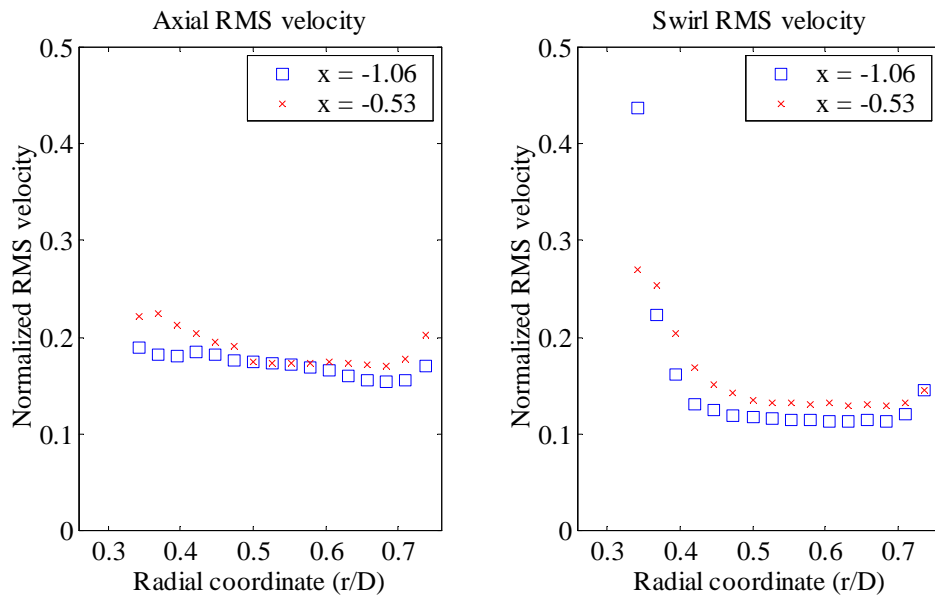 Axial RMS velocity
0.5
0.4
0.3
0.2
0.1
0
Normalized RMS velocity
x = -1.06
x = -0.53
0.3 0.4 0.5 0.6 0.7
Radial coordinate (r/D)
Swirl RMS velocity
0.5
0.4
0.3
0.2
0.1
0
Normalized RMS velocity
x = -1.06
x = -0.53
0.3 0.4 0.5 0.6 0.7
Radial coordinate (r/D)